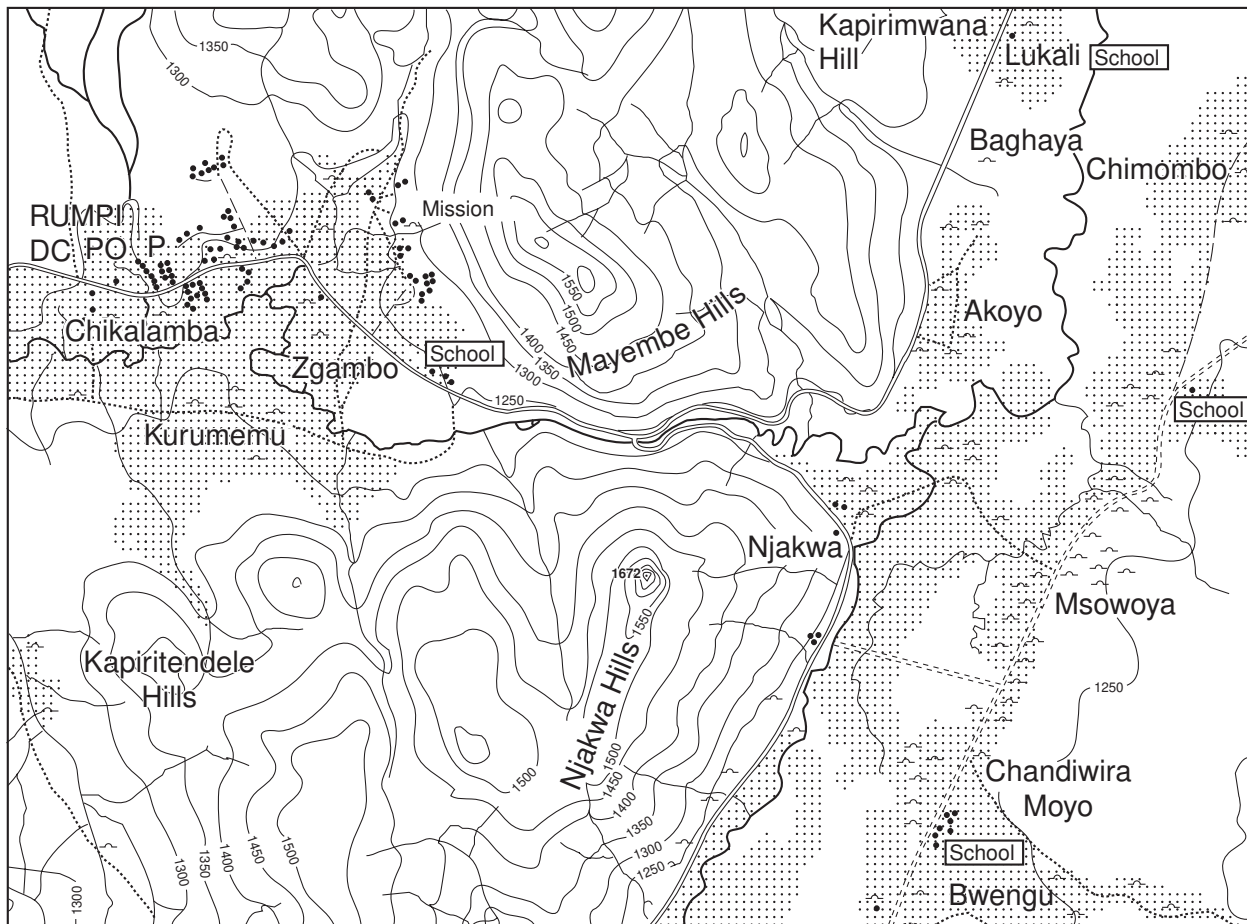 Kapirimwana
Hill
Lukali
School
1350
1300
Baghaya
Chimombo
RUMPI
DC PO P
Mission
Chikalamba
Zgambo
School
1550
1500
1450
1400
1350
1300
Mayembe Hills
Akoyo
School
1250
Kurumemu
Njakwa
1672
1550
Msowoya
Kapiritendele
Hills
Njakwa Hills
1250
1500
1500
1450
1400
1350
1300
1250
Chandiwira
Moyo
School
Bwengu
1300
1300
1350
1400
1450
1500